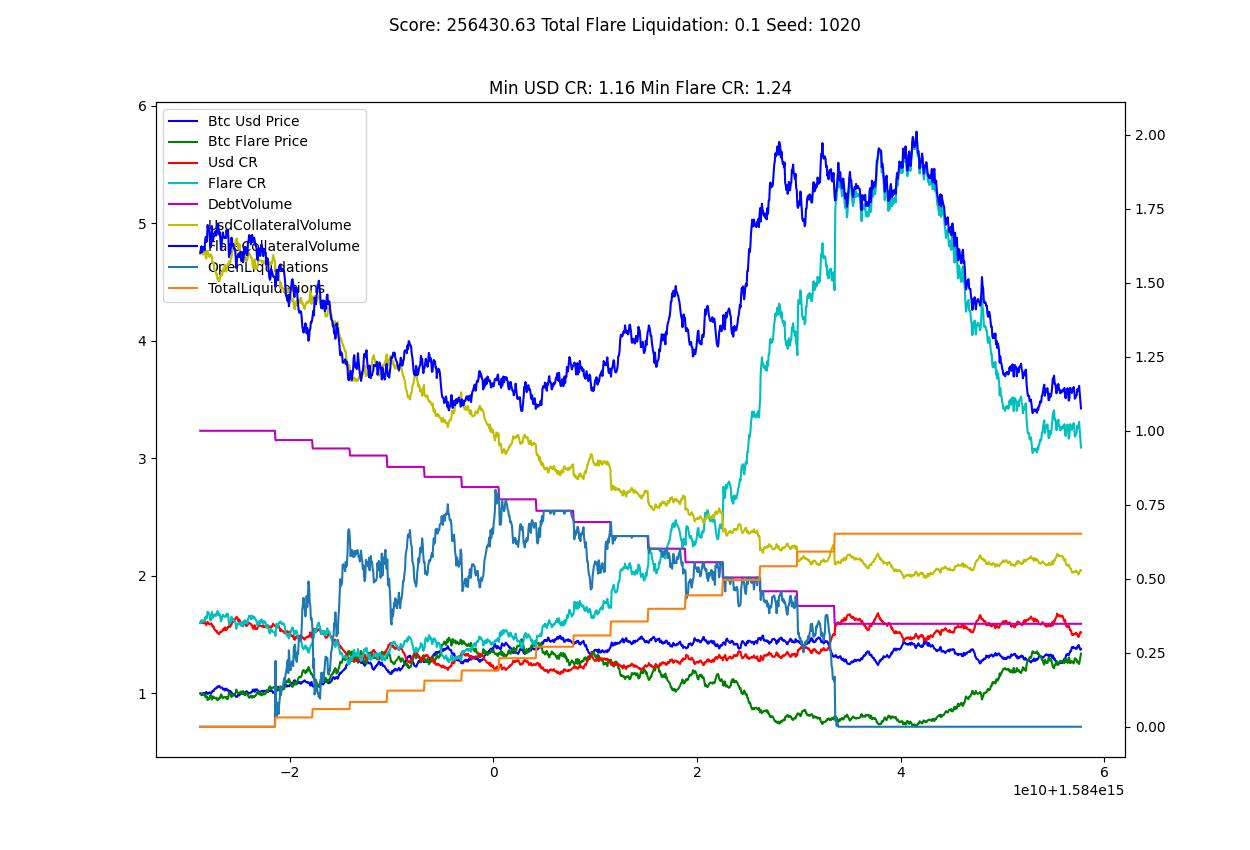 Score: 256430.63 Total Flare Liquidation: 0.1 Seed: 1020
Min USD CR: 1.16 Min Flare CR: 1.24
Btc Usd Price
Btc Flare Price
Usd CR
Flare CR
DebtVolume
UsdCollateralVolume
FlareCollateralVolume
OpenLiquidations
TotalLiquidations
6
5
4
3
2
1
2.00
1.75
1.50
1.25
1.00
0.75
0.50
0.25
0.00
−2
0
2
4
6
1e10+1.584e15